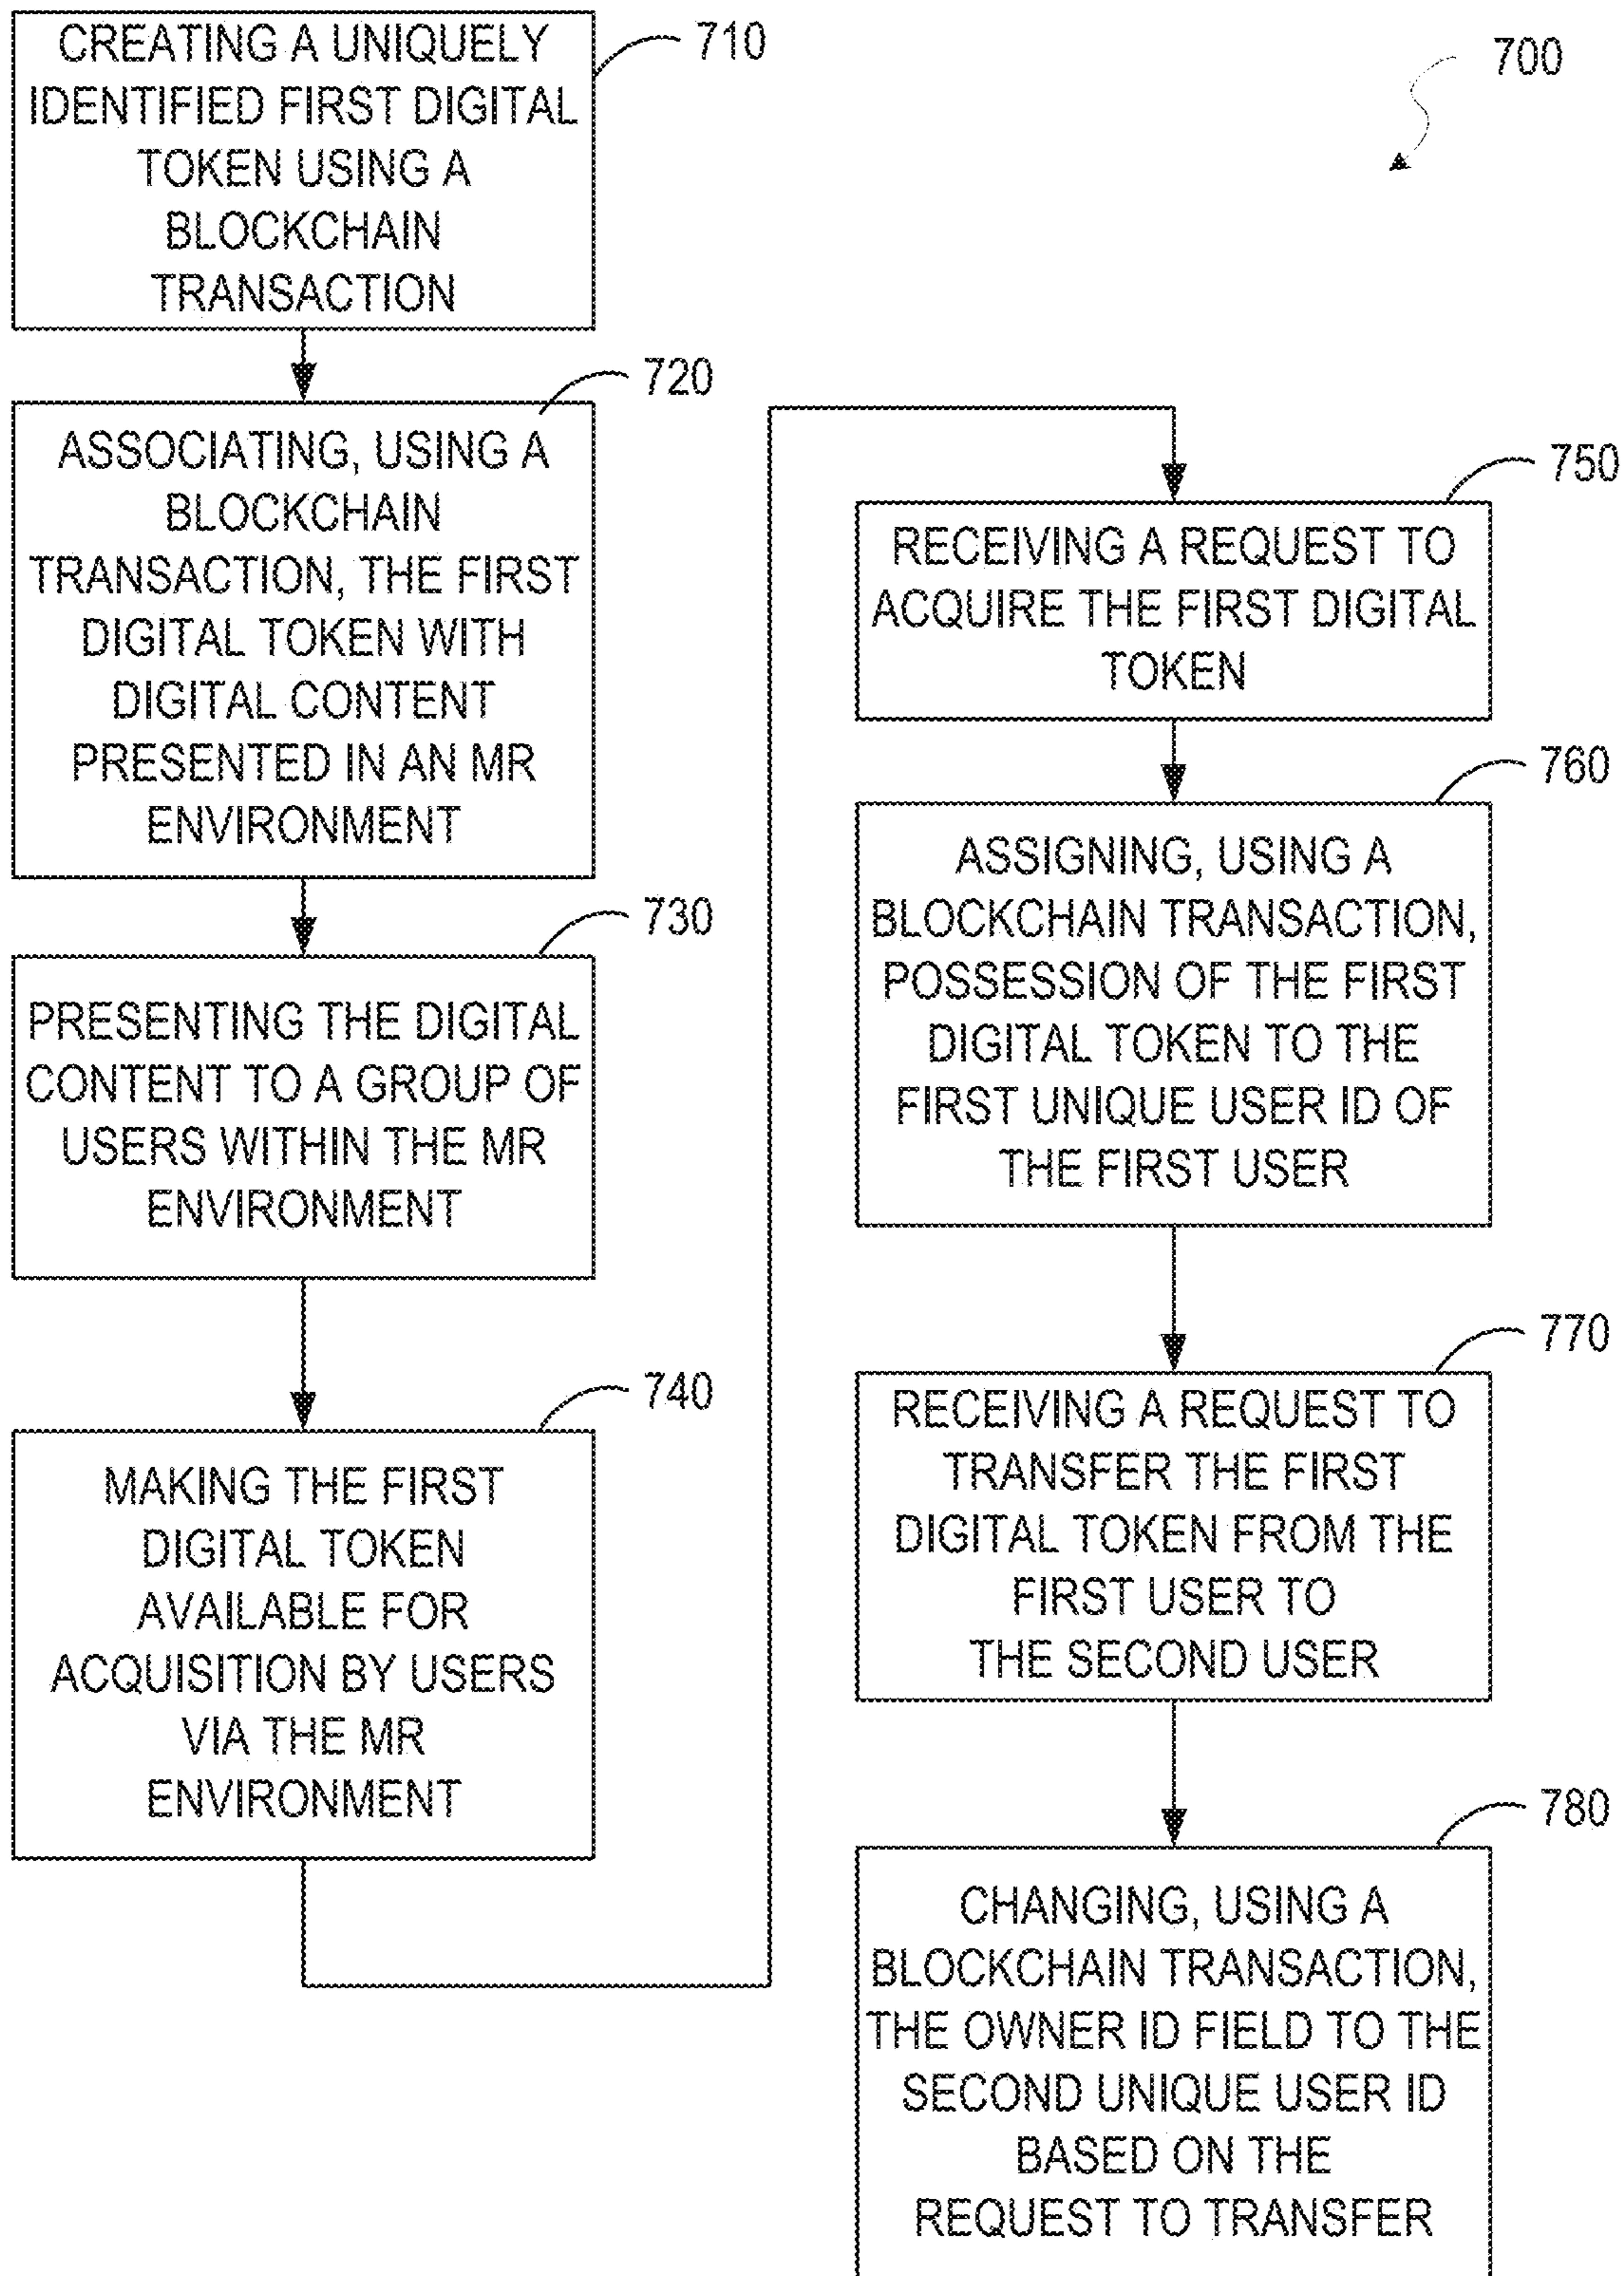 CREATING A UNIQUELY
IDENTIFIED FIRST DIGITAL
TOKEN USING A
BLOCKCHAIN
TRANSACTION
710
700
720
ASSOCIATING, USING A
BLOCKCHAIN
TRANSACTION, THE FIRST
DIGITAL TOKEN WITH
DIGITAL CONTENT
PRESENTED IN AN MR
ENVIRONMENT
730
PRESENTING THE DIGITAL
CONTENT TO A GROUP OF
USERS WITHIN THE MR
ENVIRONMENT
740
MAKING THE FIRST
DIGITAL TOKEN
AVAILABLE FOR
ACQUISITION BY USERS
VIA THE MR
ENVIRONMENT
750
RECEIVING A REQUEST TO
ACQUIRE THE FIRST DIGITAL
TOKEN
760
ASSIGNING, USING A
BLOCKCHAIN TRANSACTION,
POSSESSION OF THE FIRST
DIGITAL TOKEN TO THE
FIRST UNIQUE USER ID OF
THE FIRST USER
770
RECEIVING A REQUEST TO
TRANSFER THE FIRST
DIGITAL TOKEN FROM THE
FIRST USER TO
THE SECOND USER
780
CHANGING, USING A
BLOCKCHAIN TRANSACTION,
THE OWNER ID FIELD TO THE
SECOND UNIQUE USER ID
BASED ON THE
REQUEST TO TRANSFER